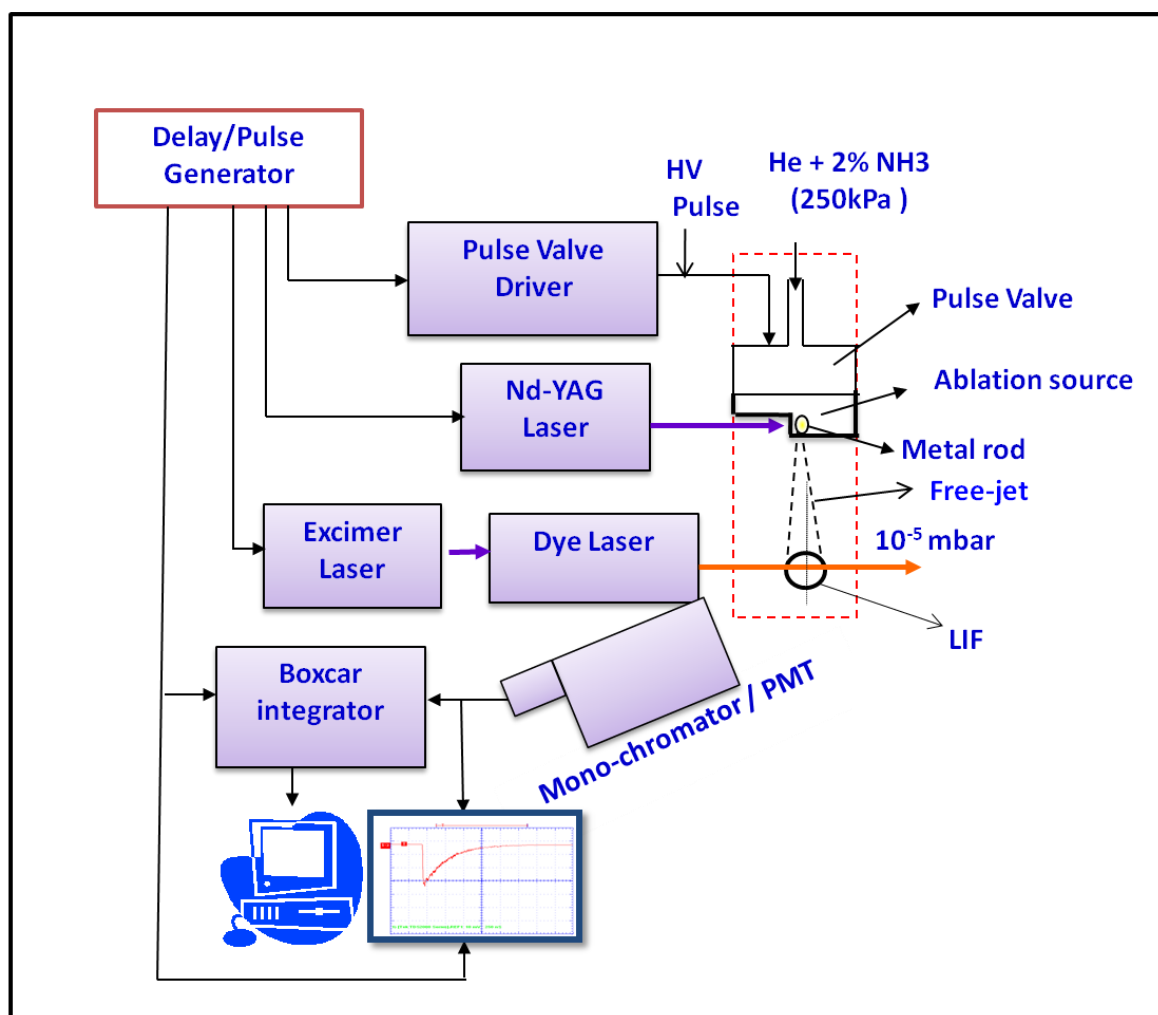 Delay/Pulse
Generator
HV
Pulse
He + 2% NH3
(250kPa )
Pulse Valve
Driver
Pulse Valve
Nd-YAG
Laser
Ablation source
Metal rod
Free-jet
Excimer
Laser
Dye Laser
10-5 mbar
LIF
Boxcar
integrator
Mono-chromator / PMT